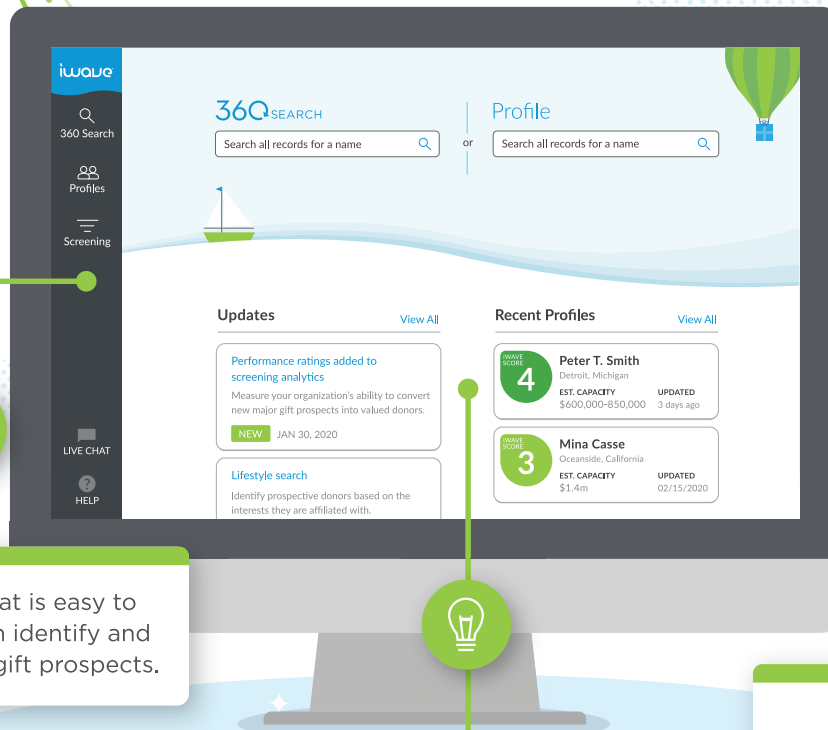 iwave
360 Search
Profiles
Screening
LIVE CHAT
HELP
360 SEARCH
Search all records for a name
or
Profile
Search all records for a name
Updates
View All
Performance ratings added to
screening analytics
Measure your organization's ability to convert
new major gift prospects into valued donors.
NEW JAN 30, 2020
Lifestyle search
Identify prospective donors based on the
interests they are affiliated with.
Recent Profiles
View All
IWAVE
SCORE
4
Peter T. Smith
Detroit, Michigan
EST. CAPACITY UPDATED
$600,000-850,000 3 days ago
IWAVE
SCORE
3
Mina Casse
Oceanside, California
EST. CAPACITY UPDATED
$1.4m 02/15/2020
at is easy to
identify and
gift prospects.